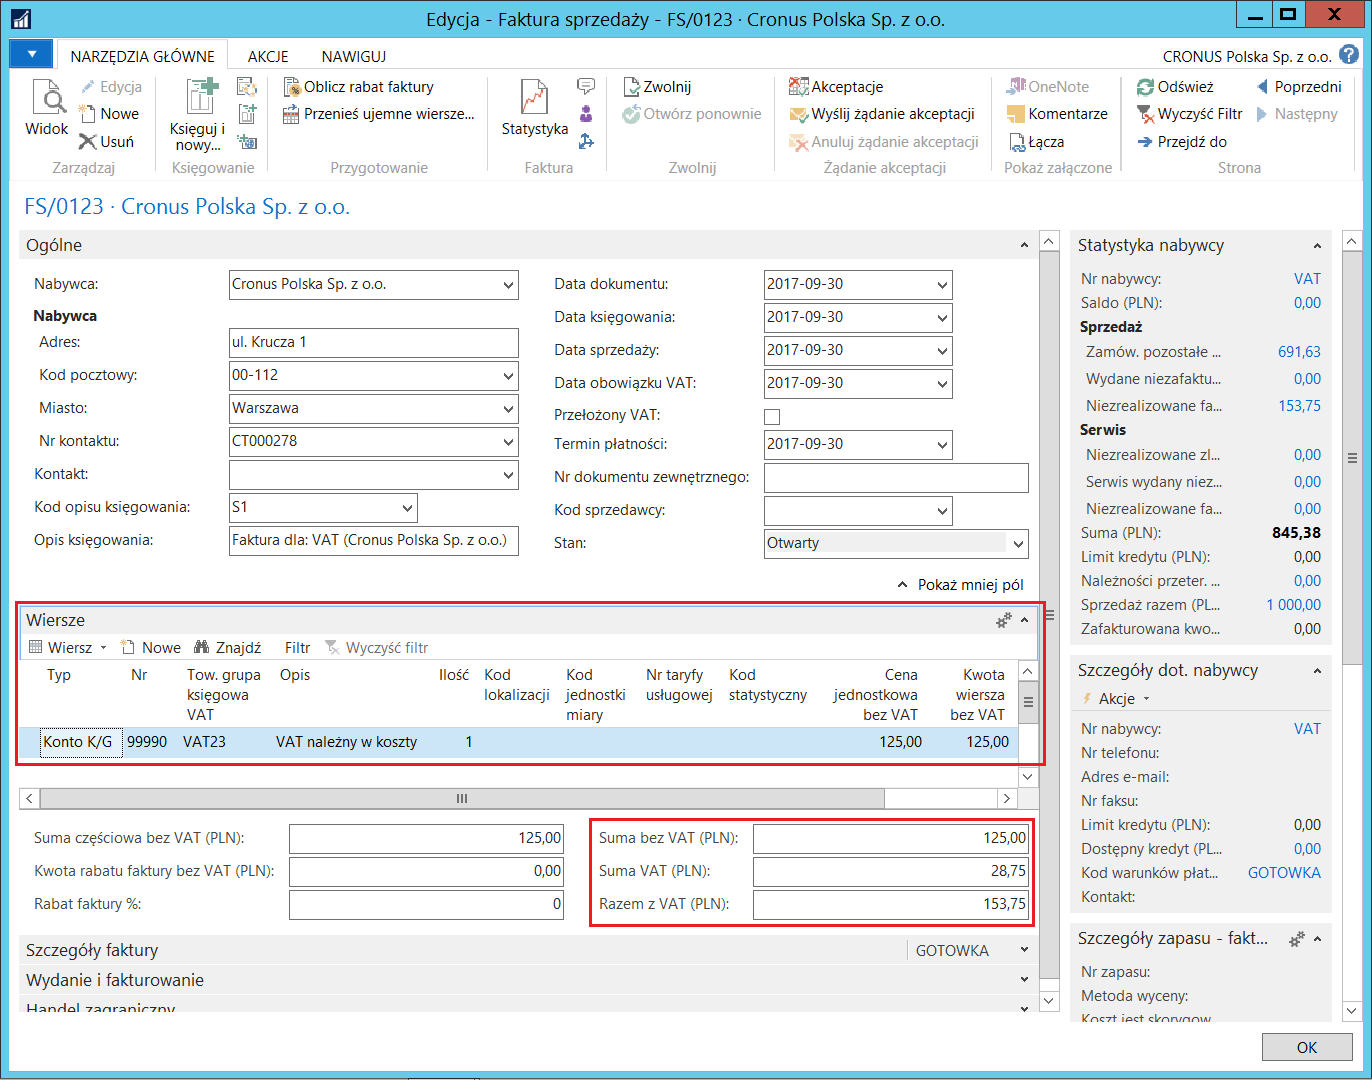 Edycja - Faktura sprzedaży - FS/0123 · Cronus Polska Sp. z o.o.
NARZĘDZIA GŁÓWNE AKCJE NAWIGUJ CRONUS Polska Sp. z o.o.
Widok
Edycja
Nowe
Usuń
Zarządzaj
Księguj i
nowy...
Księgowanie
Oblicz rabat faktury
Przenieś ujemne wiersze...
Przygotowanie
Statystyka
Faktura
Zwolnij
Otwórz ponownie
Zwolnij
Akceptacje
Wyślij żądanie akceptacji
Anuluj żądanie akceptacji
Żądanie akceptacji
OneNote
Komentarze
Łącza
Pokaż załączone
Odśwież
Wyczyść Filtr
Przejdź do
Poprzedni
Następny
Strona
FS/0123 · Cronus Polska Sp. z o.o.
Ogólne
Nabywca: Cronus Polska Sp. z o.o.
Nabywca
Adres: ul. Krucza 1
Kod pocztowy: 00-112
Miasto: Warszawa
Nr kontaktu: CT000278
Kontakt:
Kod opisu księgowania: S1
Opis księgowania: Faktura dla: VAT (Cronus Polska Sp. z o.o.)
Data dokumentu: 2017-09-30
Data księgowania: 2017-09-30
Data sprzedaży: 2017-09-30
Data obowiązku VAT: 2017-09-30
Przełożony VAT:
Termin płatności: 2017-09-30
Nr dokumentu zewnętrznego:
Kod sprzedawcy:
Stan: Otwarty
Pokaż mniej pól
Wiersze
Wiersz Nowe Znajdź Filtr Wyczyść filtr
Typ Nr Tow. grupa księgowa VAT Opis Ilość Kod lokalizacji Kod jednostki miary Nr taryfy usługowej Kod statystyczny Cena jednostkowa bez VAT Kwota wiersza bez VAT
Konto K/G 99990 VAT23 VAT należny w koszty 1 125,00 125,00
Suma częściowa bez VAT (PLN): 125,00
Kwota rabatu faktury bez VAT (PLN): 0,00
Rabat faktury %: 0
Suma bez VAT (PLN): 125,00
Suma VAT (PLN): 28,75
Razem z VAT (PLN): 153,75
Szczegóły faktury GOTOWKA
Wydanie i fakturowanie
Handel zagraniczny
Statystyka nabywcy
Nr nabywcy: VAT
Saldo (PLN): 0,00
Sprzedaż
Zamów. pozostałe ... 691,63
Wydane niezafaktu... 0,00
Niezrealizowane fa... 153,75
Serwis
Niezrealizowane zl... 0,00
Serwis wydany niez... 0,00
Niezrealizowane fa... 0,00
Suma (PLN): 845,38
Limit kredytu (PLN): 0,00
Należności przeter. ... 0,00
Sprzedaż razem (PL... 1 000,00
Zafakturowana kwo... 0,00
Szczegóły dot. nabywcy
Akcje
Nr nabywcy: VAT
Nr telefonu:
Adres e-mail:
Nr faksu:
Limit kredytu (PLN): 0,00
Dostępny kredyt (PL... 0,00
Kod warunków płat... GOTOWKA
Kontakt:
Szczegóły zapasu - fakt...
Nr zapasu:
Metoda wyceny:
Koszt jest skorygow...
OK